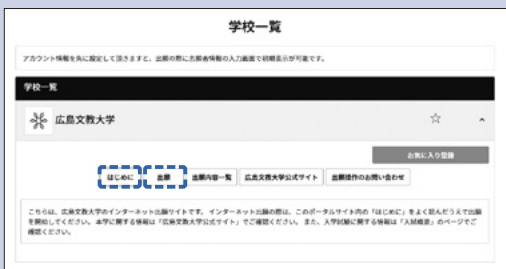 学校一覧
アカウント情報を先に設定して頂きますと、出願の際に志願者情報の入力画面で初期表示が可能です。
学校一覧
広島文教大学
お気に入り登録
はじめに 出願 出願内容一覧 広島文教大学公式サイト 出願操作のお問い合わせ
こちらは、広島文教大学のインターネット出願サイトです。インターネット出願の際は、このポータルサイト内の「はじめに」をよく読んだうえで出願
を開始してください。本学に関する情報は「広島文教大学公式サイト」でご確認ください。また、入学試験に関する情報は「入試概要」のページでご
確認ください。